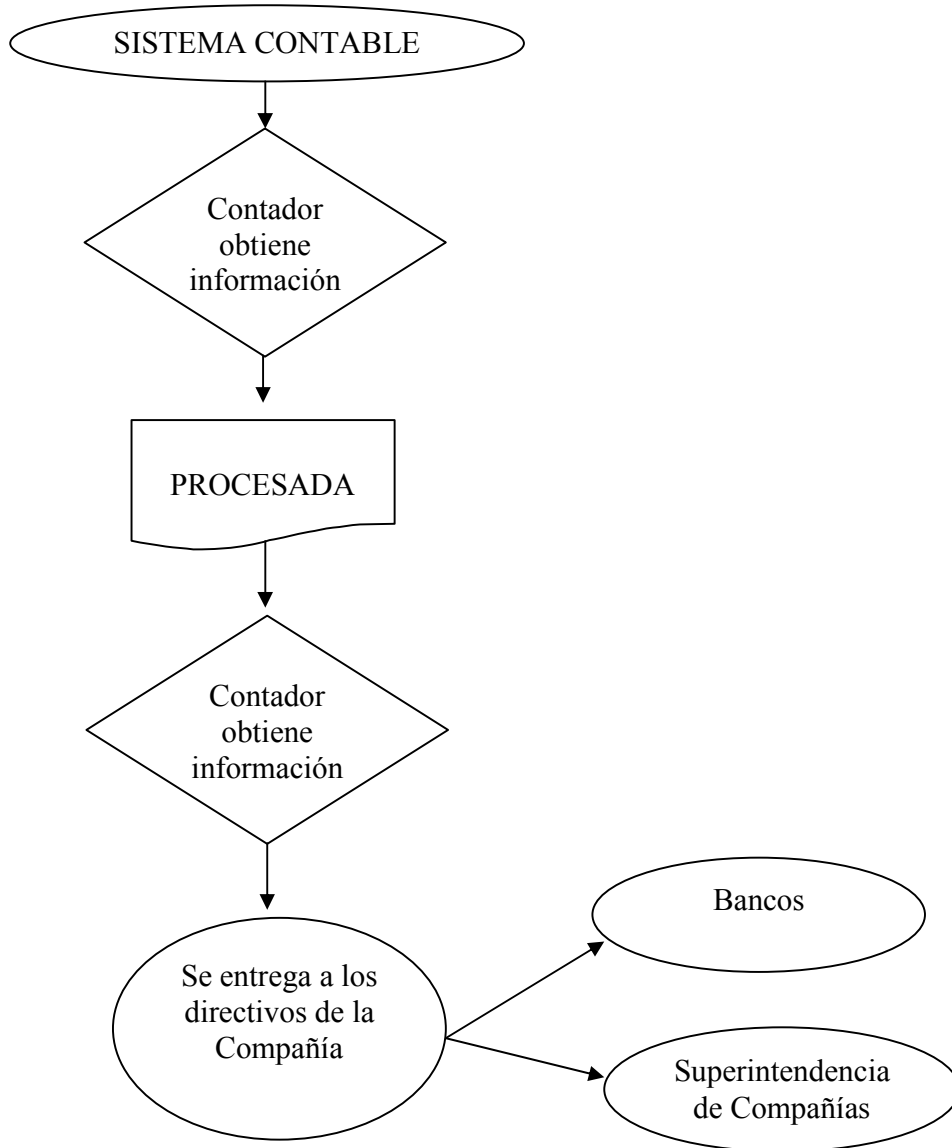 SISTEMA CONTABLE
Contador
obtiene
información
PROCESADA
Contador
obtiene
información
Se entrega a los
directivos de la
Compañía
Bancos
Superintendencia
de Compañías